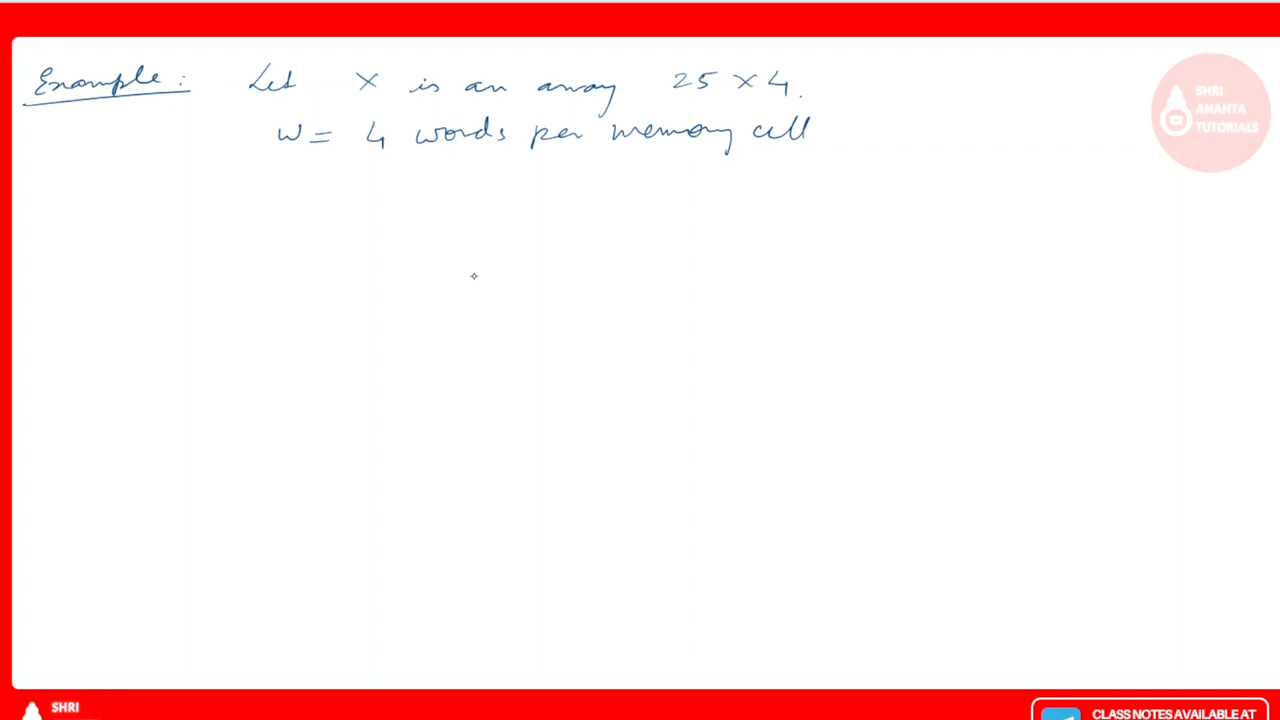 Example: Let X is an array 25 × 4.
w = 4 words per memory cell
SHRI
ANANTA
TUTORIALS
SHRI
CLASS NOTES AVAILABLE AT